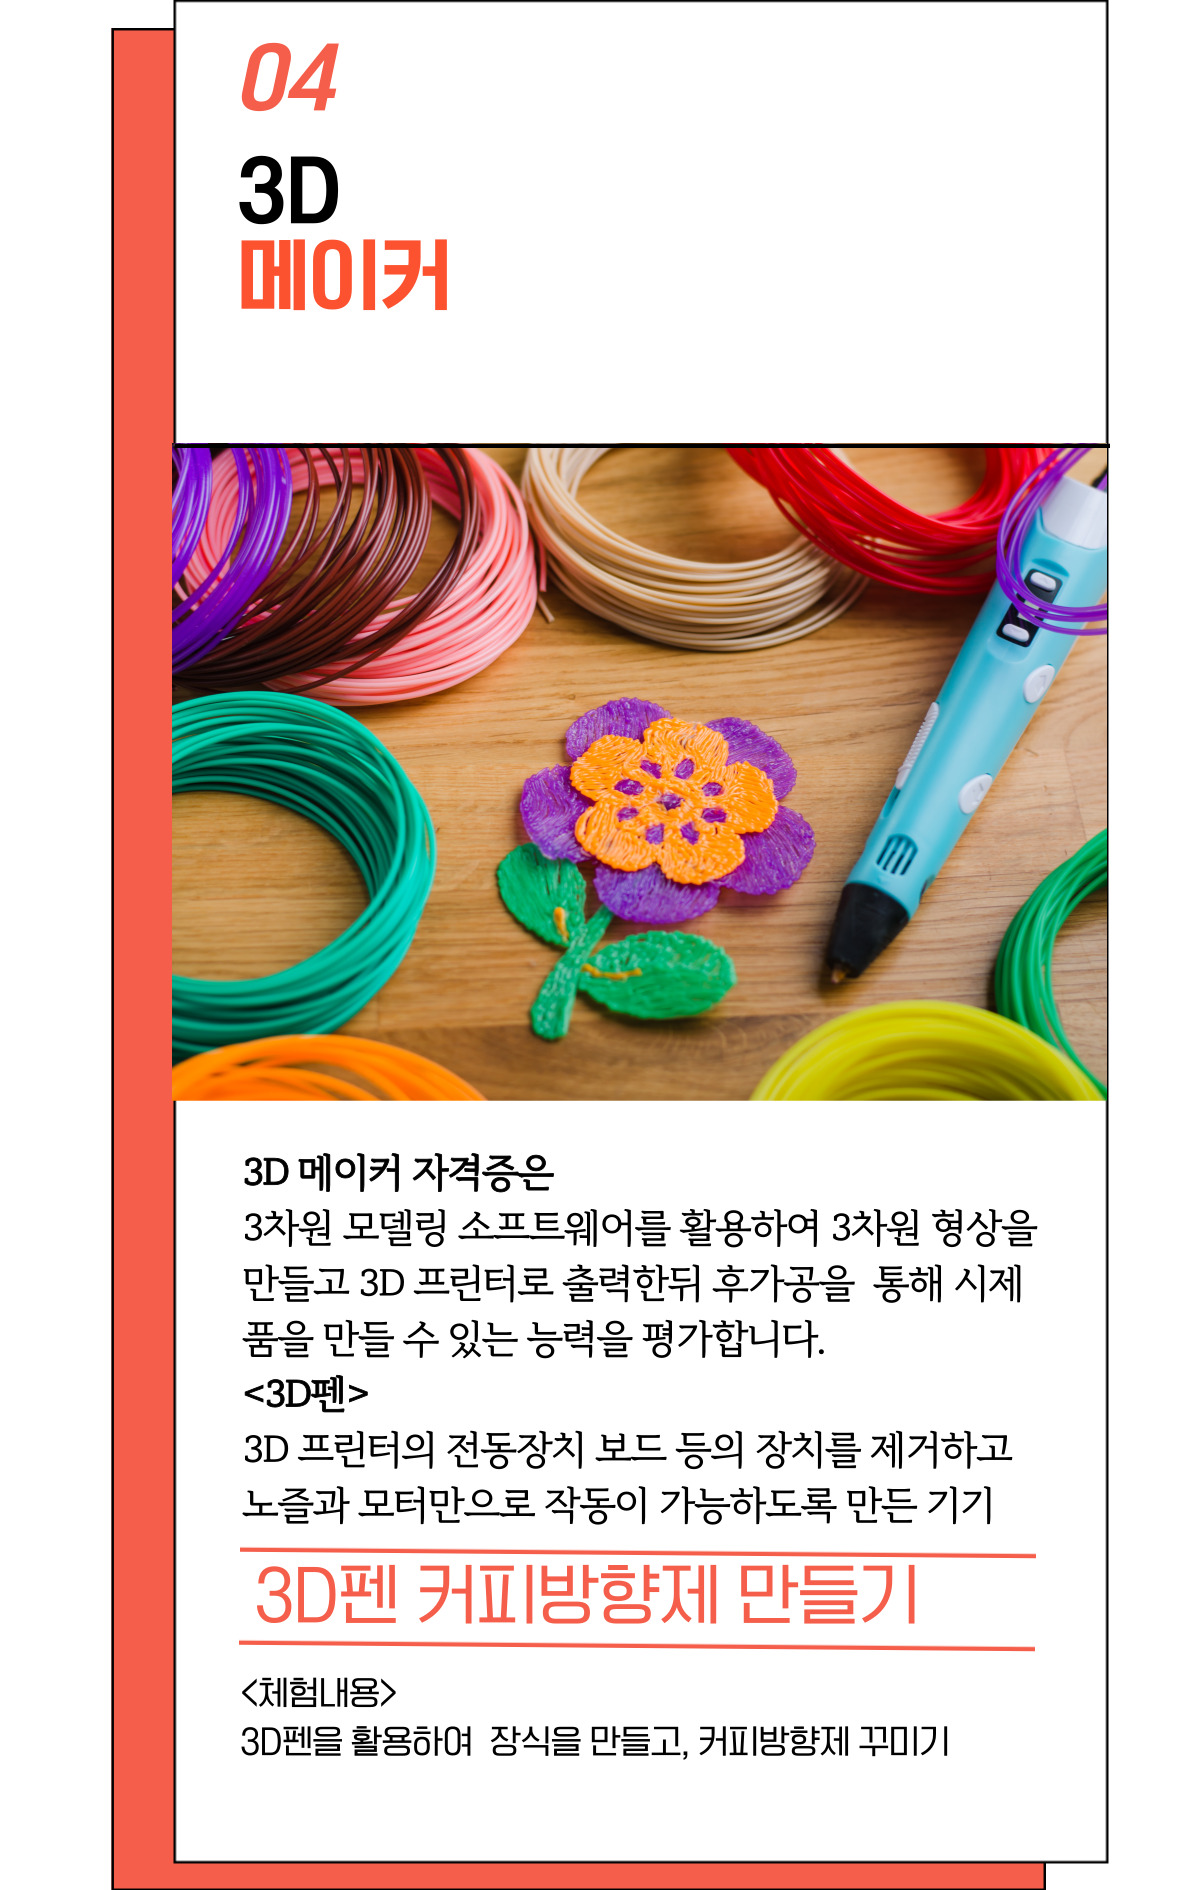 04
3D
메이커
3D 메이커 자격증은
3차원 모델링 소프트웨어를 활용하여 3차원 형상을
만들고 3D 프린터로 출력한뒤 후가공을 통해 시제
품을 만들 수 있는 능력을 평가합니다.
<3D펜>
3D 프린터의 전동장치 보드 등의 장치를 제거하고
노즐과 모터만으로 작동이 가능하도록 만든 기기
3D펜 커피방향제 만들기
<체험내용>
3D펜을 활용하여 장식을 만들고, 커피방향제 꾸미기